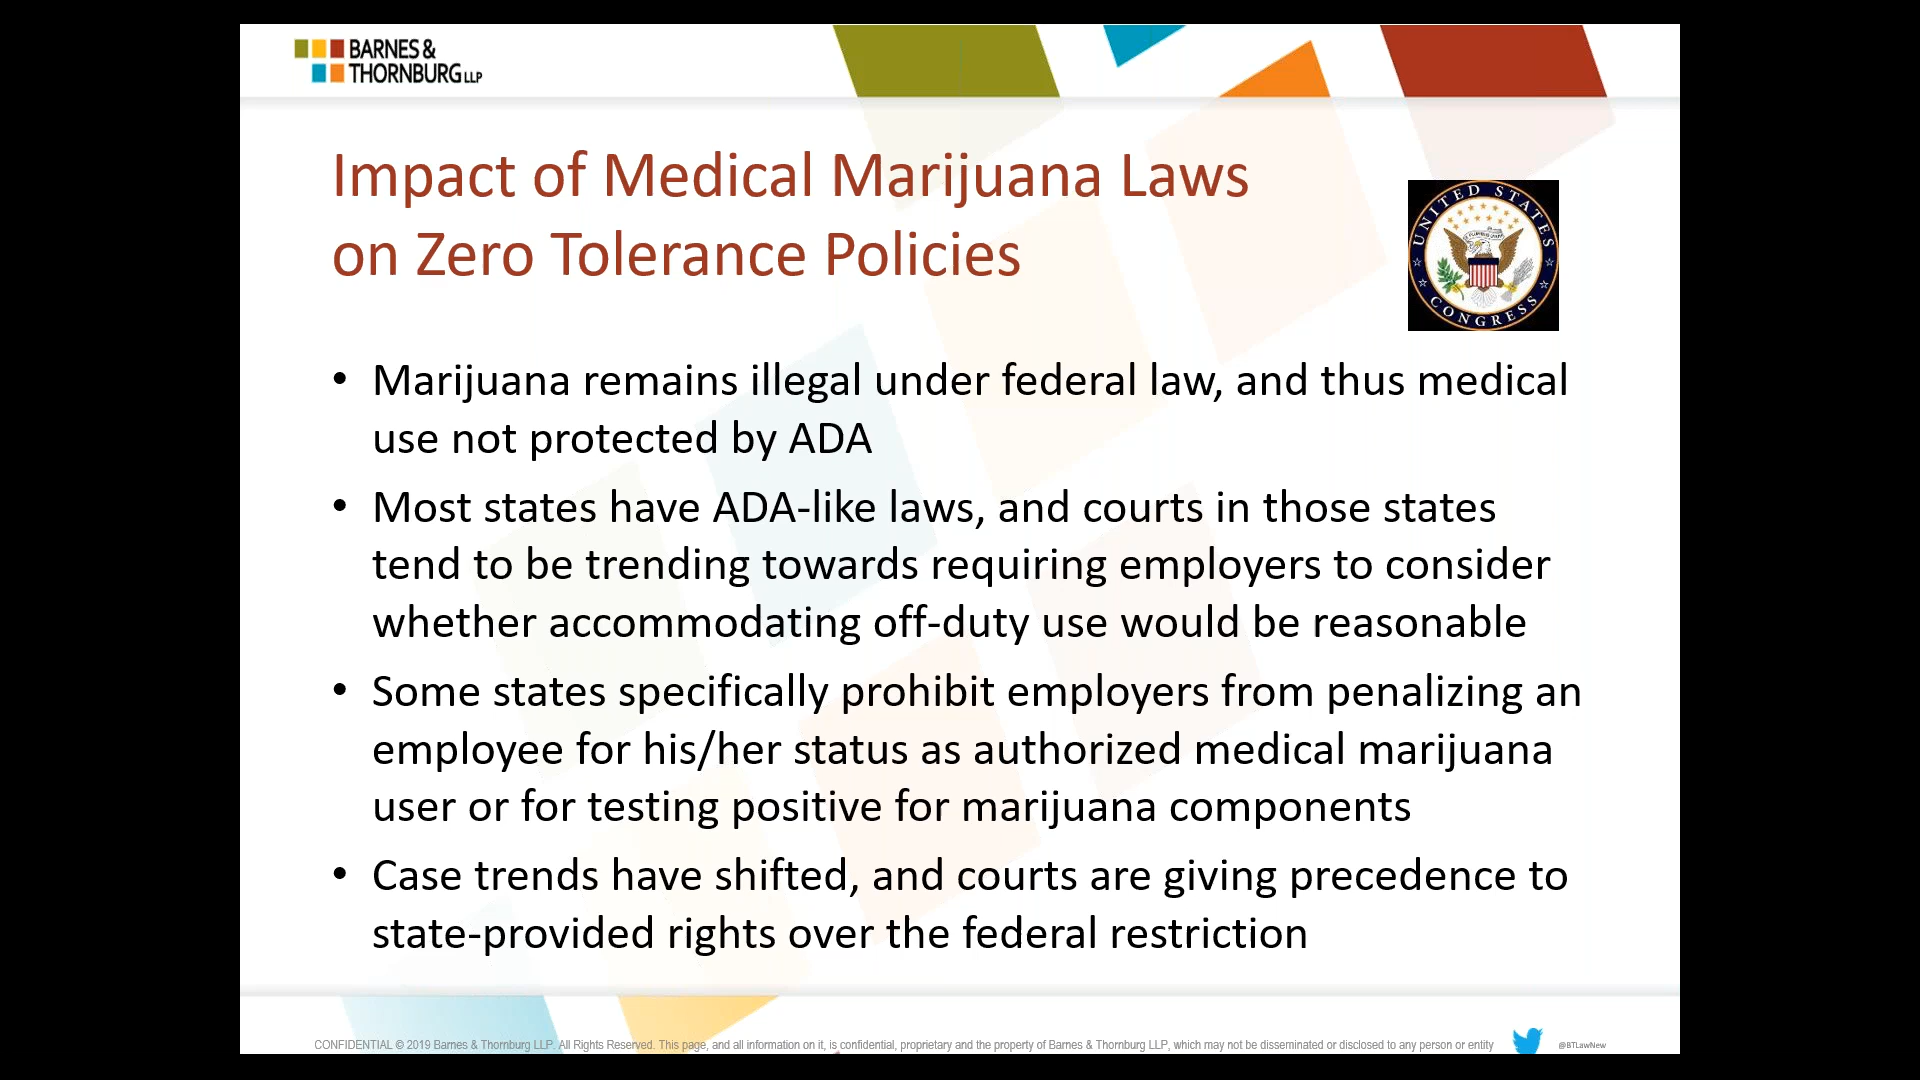 BARNES &
THORNBURG LLP
Impact of Medical Marijuana Laws
on Zero Tolerance Policies
UNITED STATES
CONGRESS
• Marijuana remains illegal under federal law, and thus medical
use not protected by ADA
• Most states have ADA-like laws, and courts in those states
tend to be trending towards requiring employers to consider
whether accommodating off-duty use would be reasonable
• Some states specifically prohibit employers from penalizing an
employee for his/her status as authorized medical marijuana
user or for testing positive for marijuana components
• Case trends have shifted, and courts are giving precedence to
state-provided rights over the federal restriction
CONFIDENTIAL © 2019 Barnes & Thornburg LLP. All Rights Reserved. This page, and all information on it, is confidential, proprietary and the property of Barnes & Thornburg LLP, which may not be disseminated or disclosed to any person or entity
@BTLawNew